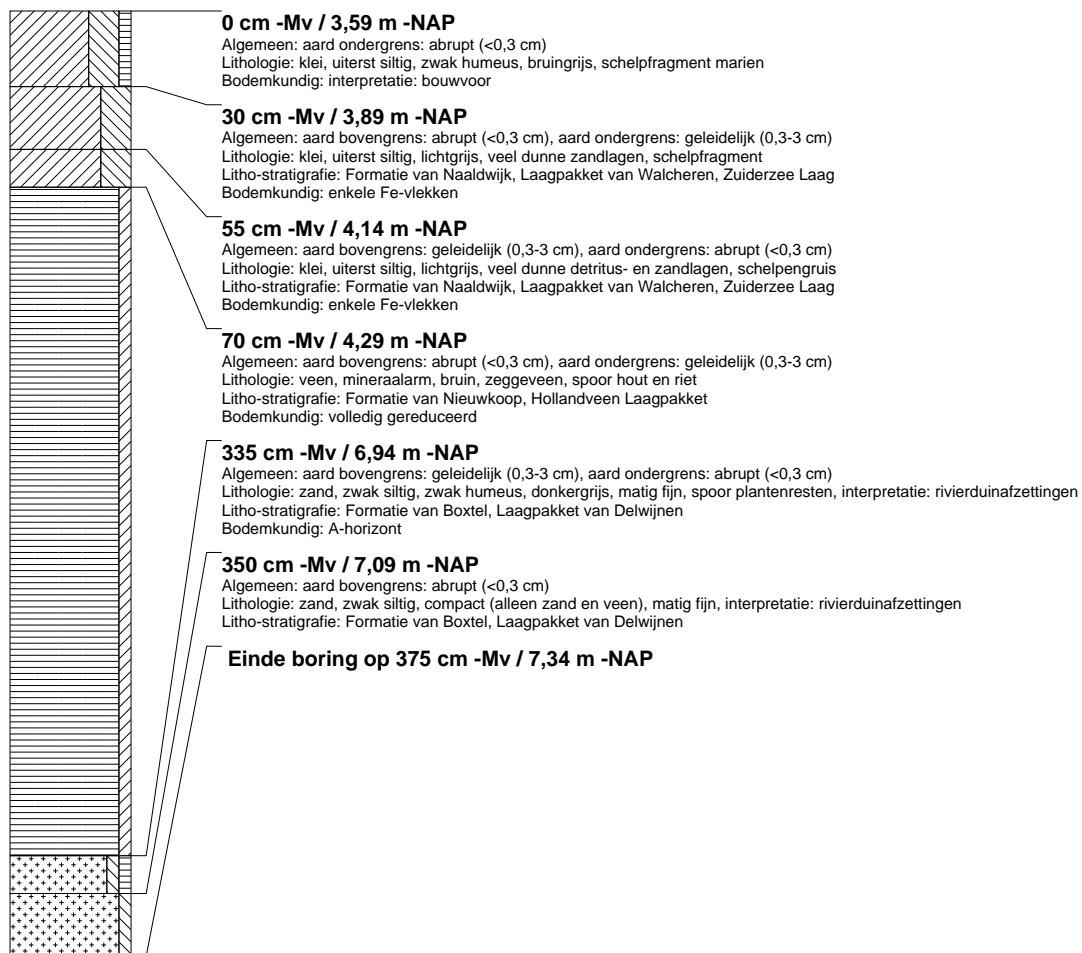 0 cm -Mv / 3,59 m -NAP
Algemeen: aard ondergrens: abrupt (<0,3 cm)
Lithologie: klei, uiterst siltig, zwak humeus, bruingrijs, schelpfragment marien
Bodemkundig: interpretatie: bouwvoor
30 cm -Mv / 3,89 m -NAP
Algemeen: aard bovengrens: abrupt (<0,3 cm), aard ondergrens: geleidelijk (0,3-3 cm)
Lithologie: klei, uiterst siltig, lichtgrijs, veel dunne zandlagen, schelpfragment
Litho-stratigrafie: Formatie van Naaldwijk, Laagpakket van Walcheren, Zuiderzee Laag
Bodemkundig: enkele Fe-vlekken
55 cm -Mv / 4,14 m -NAP
Algemeen: aard bovengrens: geleidelijk (0,3-3 cm), aard ondergrens: abrupt (<0,3 cm)
Lithologie: klei, uiterst siltig, lichtgrijs, veel dunne detritus- en zandlagen, schelpengruis
Litho-stratigrafie: Formatie van Naaldwijk, Laagpakket van Walcheren, Zuiderzee Laag
Bodemkundig: enkele Fe-vlekken
70 cm -Mv / 4,29 m -NAP
Algemeen: aard bovengrens: abrupt (<0,3 cm), aard ondergrens: geleidelijk (0,3-3 cm)
Lithologie: veen, mineraalarm, bruin, zeggeveen, spoor hout en riet
Litho-stratigrafie: Formatie van Nieuwkoop, Hollandveen Laagpakket
Bodemkundig: volledig gereduceerd
335 cm -Mv / 6,94 m -NAP
Algemeen: aard bovengrens: geleidelijk (0,3-3 cm), aard ondergrens: abrupt (<0,3 cm)
Lithologie: zand, zwak siltig, zwak humeus, donkergrijs, matig fijn, spoor plantenresten, interpretatie: rivierduinafzettingen
Litho-stratigrafie: Formatie van Boxtel, Laagpakket van Delwijnen
Bodemkundig: A-horizont
350 cm -Mv / 7,09 m -NAP
Algemeen: aard bovengrens: abrupt (<0,3 cm)
Lithologie: zand, zwak siltig, compact (alleen zand en veen), matig fijn, interpretatie: rivierduinafzettingen
Litho-stratigrafie: Formatie van Boxtel, Laagpakket van Delwijnen
Einde boring op 375 cm -Mv / 7,34 m -NAP